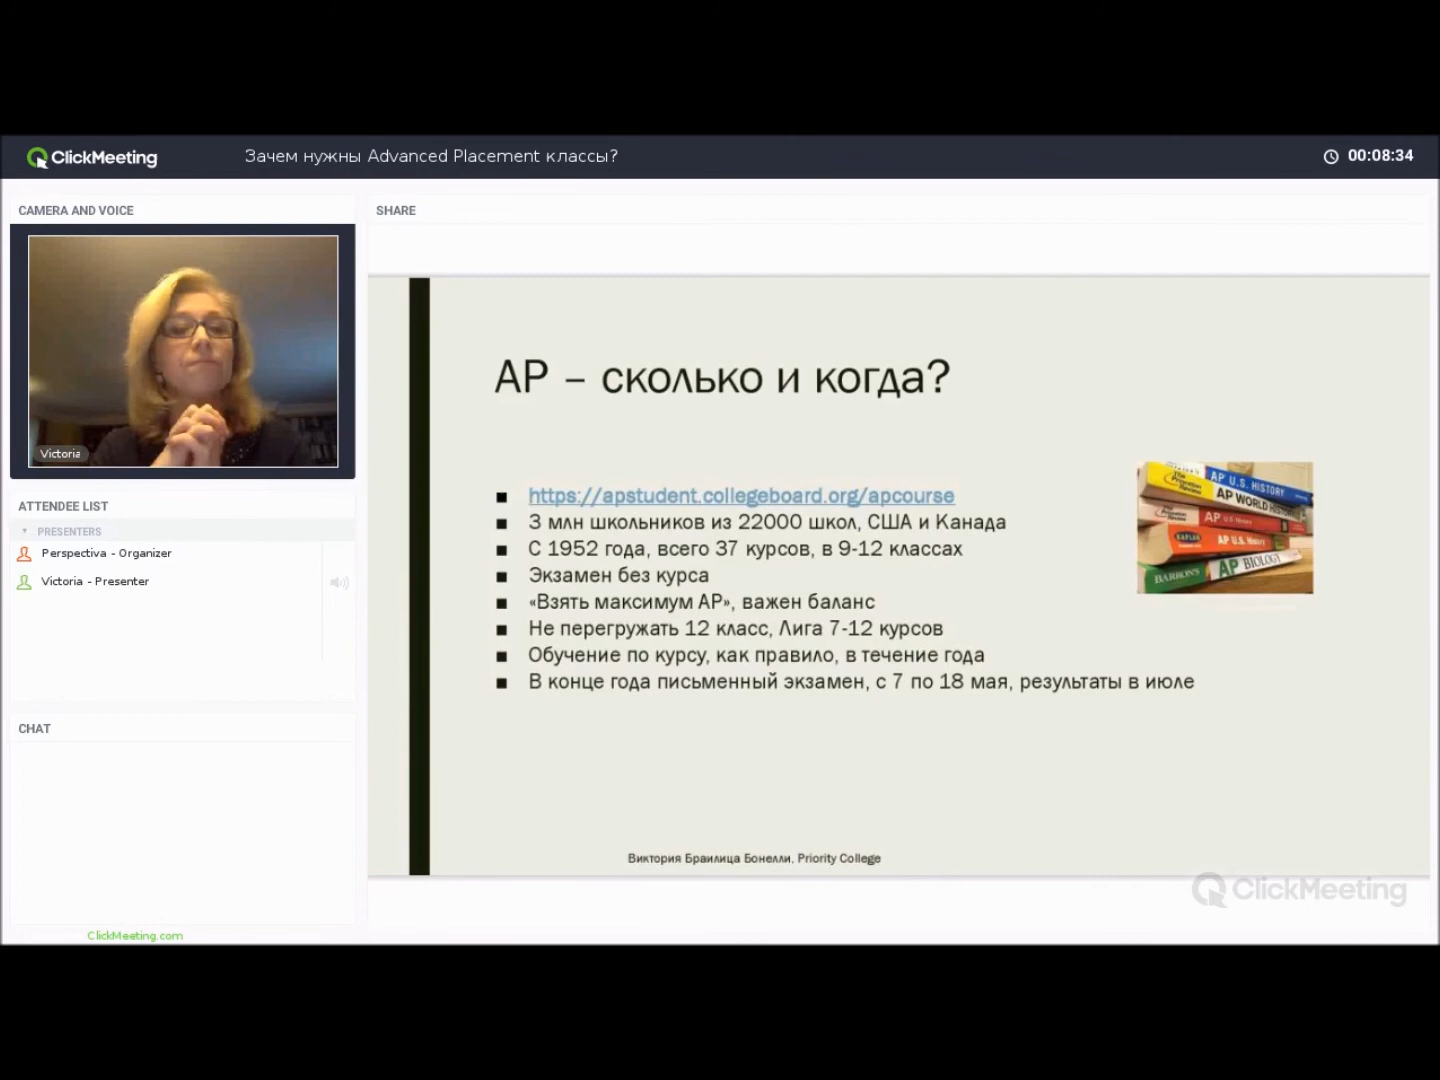 ClickMeeting
Зачем нужны Advanced Placement классы?
00:08:34
CAMERA AND VOICE
Victoria
ATTENDEE LIST
PRESENTERS
Perspectiva - Organizer
Victoria - Presenter
CHAT
ClickMeeting.com
SHARE
AP – сколько и когда?
https://apstudent.collegeboard.org/apcourse
3 млн школьников из 22000 школ, США и Канада
С 1952 года, всего 37 курсов, в 9-12 классах
Экзамен без курса
«Взять максимум AP», важен баланс
Не перегружать 12 класс, Лига 7-12 курсов
Обучение по курсу, как правило, в течение года
В конце года письменный экзамен, с 7 по 18 мая, результаты в июле
AP U.S. HISTORY
AP WORLD HISTORY
AP U.S. History
KAPLAN AP U.S. History
BARRON'S AP BIOLOGY
Виктория Браилица Бонелли, Priority College
ClickMeeting